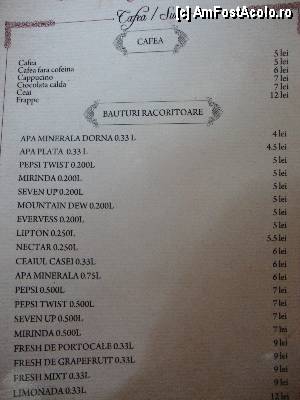 (c) AmFostAcolo.ro
Cafea /
CAFEA
Cafea 5 lei
Cafea fara cofeina 5 lei
Cappucino 6 lei
Ciocolata calda 7 lei
Ceai 7 lei
Frappe 12 lei
BAUTURI RACORITOARE
APA MINERALA DORNA 0.33 L 4 lei
APA PLATA 0.33 L 4.5 lei
PEPSI TWIST 0.200L 5 lei
MIRINDA 0.200L 5 lei
SEVEN UP 0.200L 5 lei
MOUNTAIN DEW 0.200L 5 lei
EVERVESS 0.200L 5 lei
LIPTON 0.250L 5 lei
NECTAR 0.250L 5.5 lei
CEAIUL CASEI 0.33L 6 lei
APA MINERALA 0.75L 6 lei
PEPSI 0.500L 7 lei
PEPSI TWIST 0.500L 7 lei
SEVEN UP 0.500L 7 lei
MIRINDA 0.500L 7 lei
FRESH DE PORTOCALE 0.33L 9 lei
FRESH DE GRAPEFRUIT 0.33L 9 lei
FRESH MIXT 0.33L 9 lei
LIMONADA 0.33L 12 lei